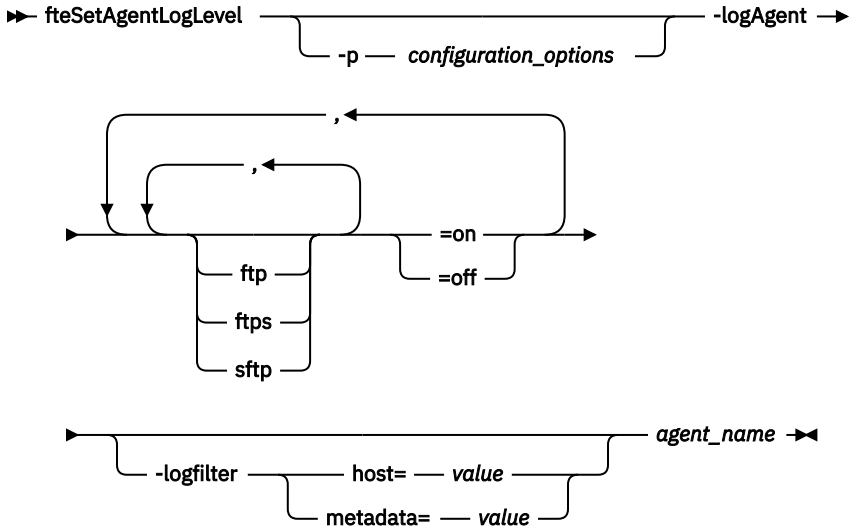 fteSetAgentLogLevel -logAgent
-p configuration_options
,
,
=on
ftp =off
ftps
sftp
agent_name
-logfilter host= value
metadata= value